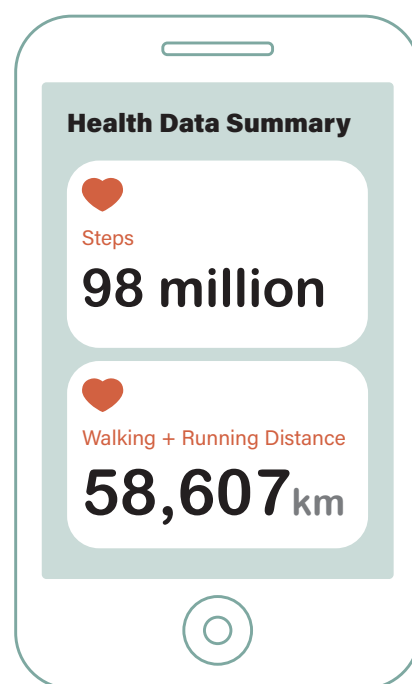 Health Data Summary
Steps
98 million
Walking + Running Distance
58,607km